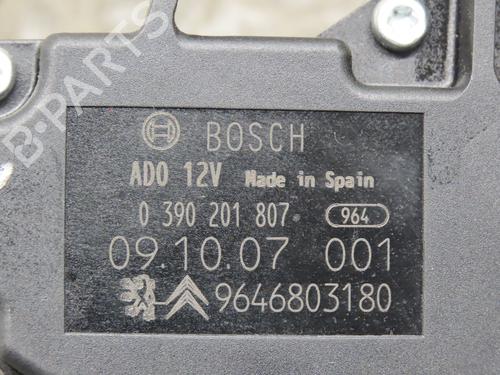 BOSCH
ADO 12V Made in Spain
0 390 201 807 964
09 10.07 001
9646803180
B-PARTS